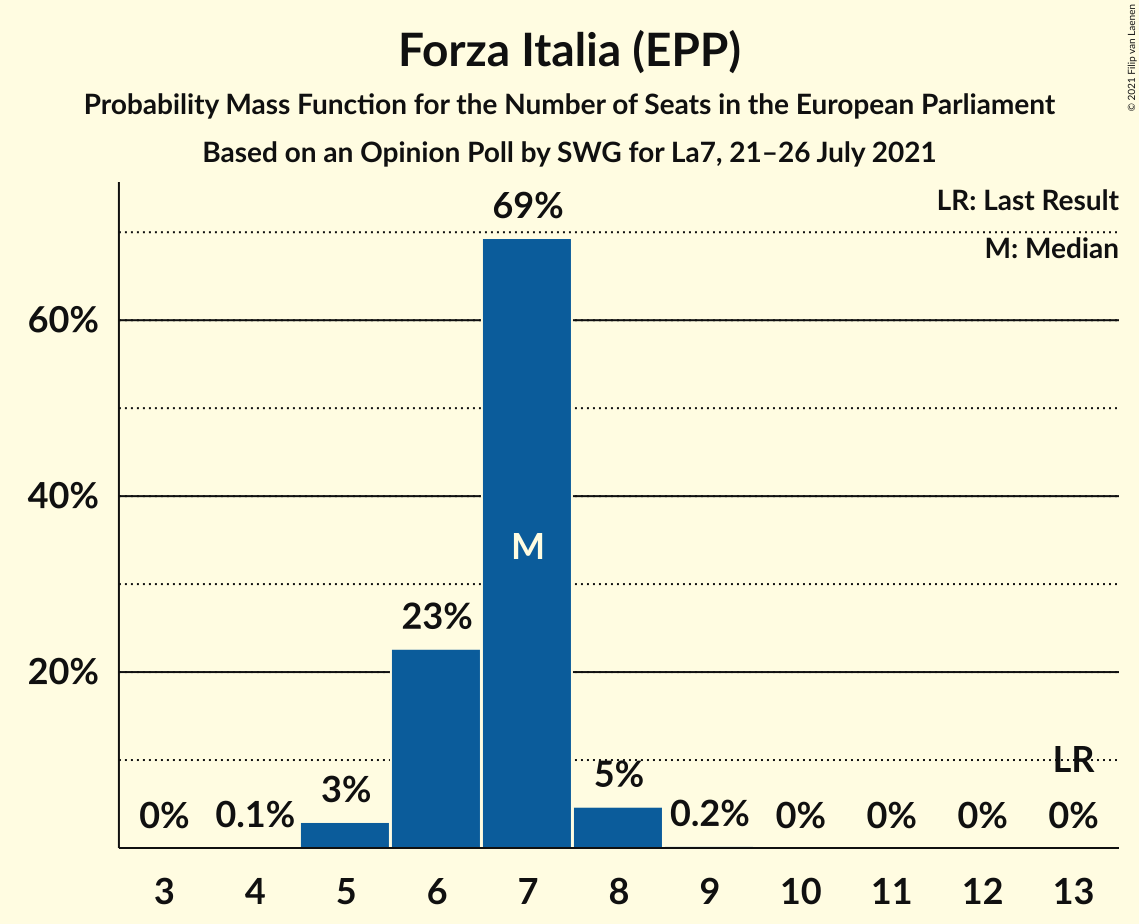 Forza Italia (EPP)
Probability Mass Function for the Number of Seats in the European Parliament
Based on an Opinion Poll by SWG for La7, 21–26 July 2021
© 2021 Filip van Laenen
LR: Last Result
M: Median
60%
40%
20%
0%
0.1%
3%
23%
69%
M
5%
0.2%
0%
0%
0%
LR
0%
3 4 5 6 7 8 9 10 11 12 13